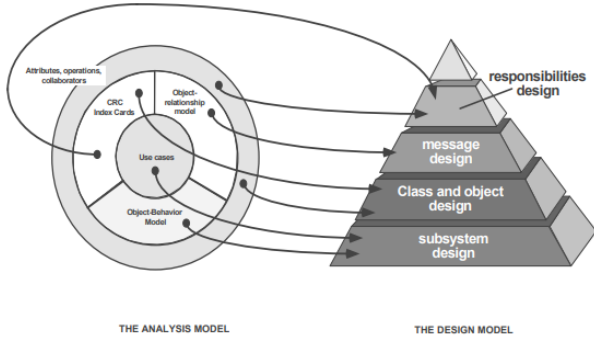 Attributes, operations,
collaborators
CRC
Index Cards
Object-
relationship
model
Use cases
Object-Behavior
Model
responsibilities
design
message
design
Class and object
design
subsystem
design
THE ANALYSIS MODEL
THE DESIGN MODEL